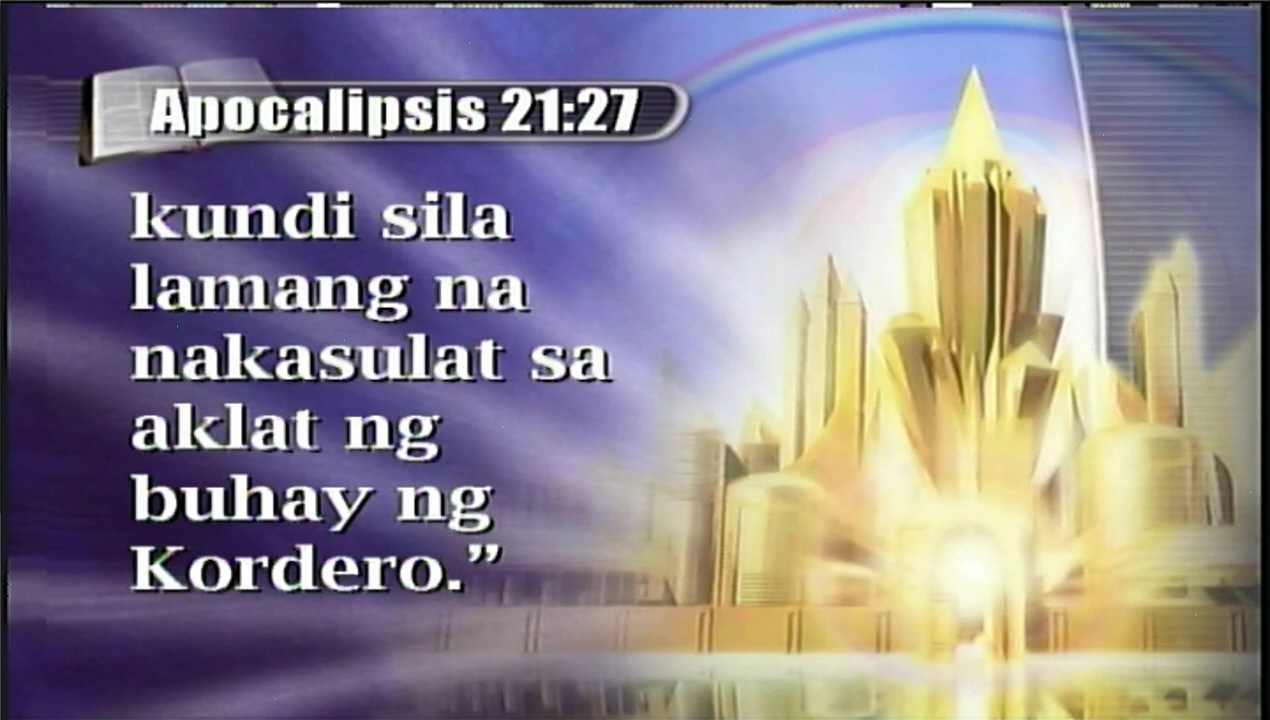 Apocalipsis 21:27
kundi sila
lamang na
nakasulat sa
aklat ng
buhay ng
Kordero.”